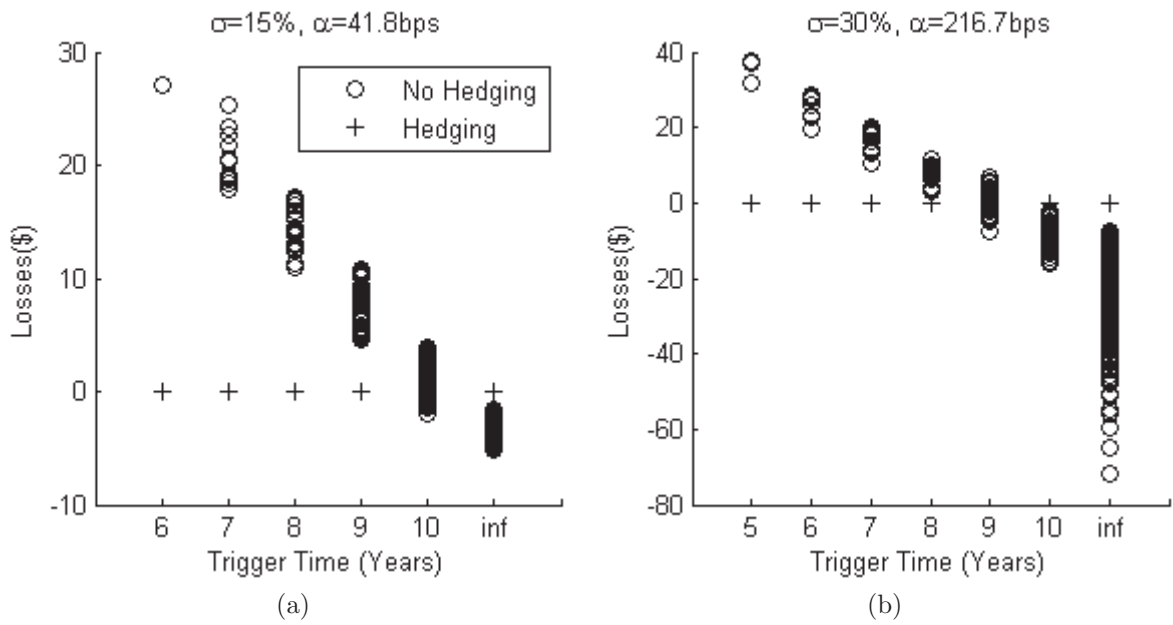 σ=15%, α=41.8bps
30
20
10
0
-10
Losses($)
No Hedging
Hedging
6 7 8 9 10 inf
Trigger Time (Years)
(a)
σ=30%, α=216.7bps
40
20
0
-20
-40
-60
-80
Losses($)
5 6 7 8 9 10 inf
Trigger Time (Years)
(b)